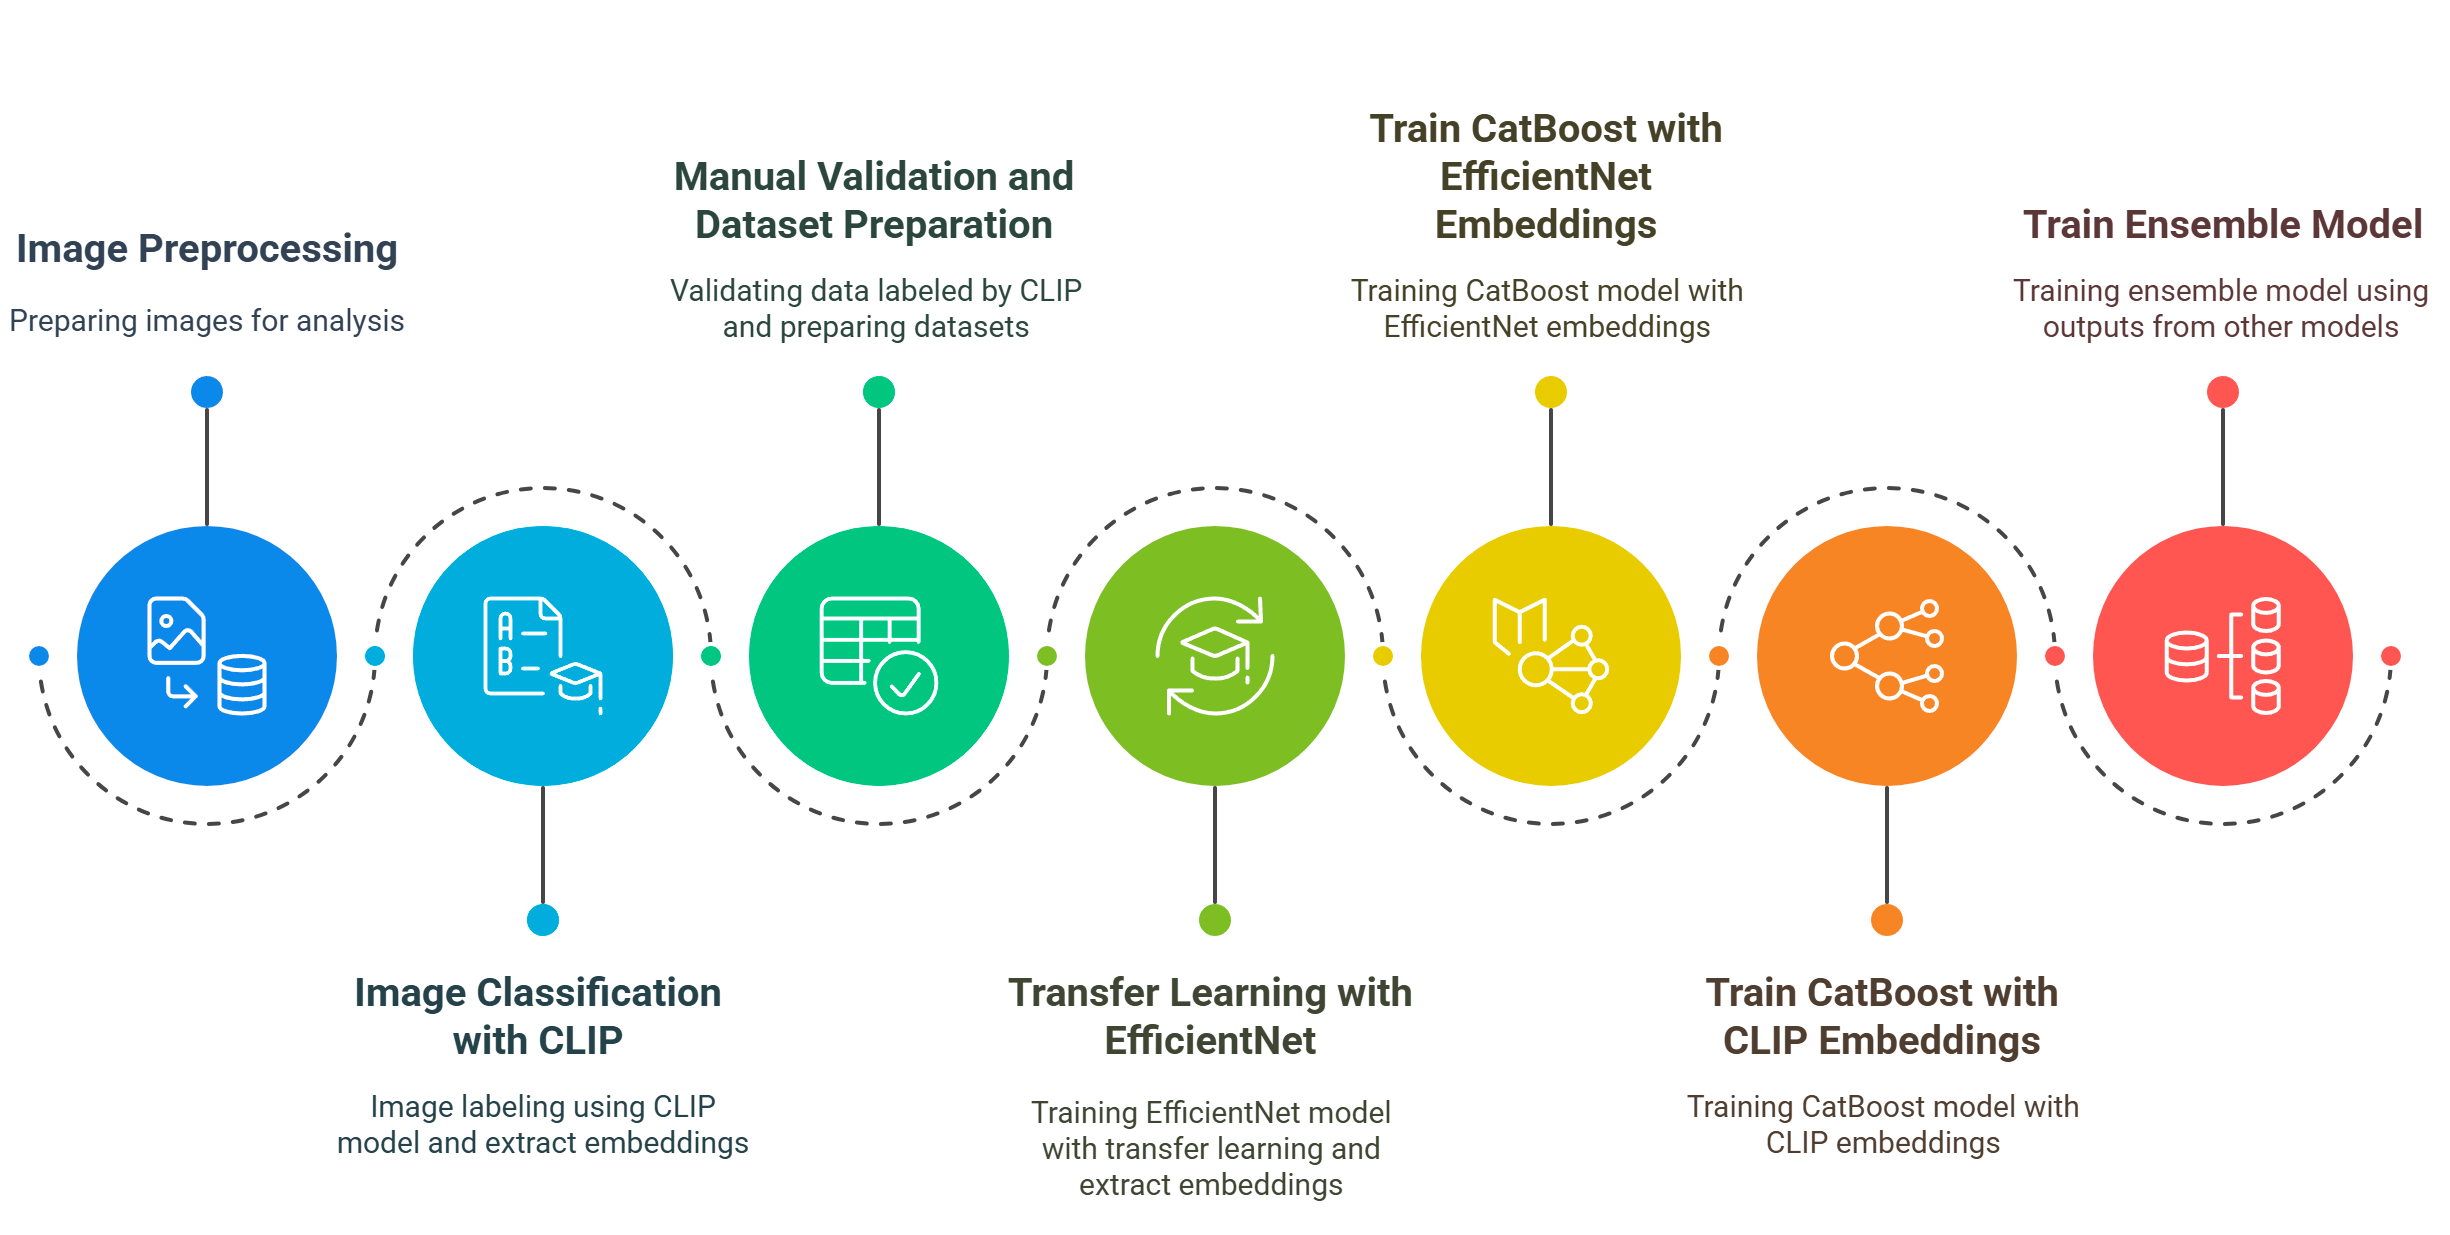 Image Preprocessing
Preparing images for analysis
Image Classification
with CLIP
Image labeling using CLIP
model and extract embeddings
Manual Validation and
Dataset Preparation
Validating data labeled by CLIP
and preparing datasets
Transfer Learning with
EfficientNet
Training EfficientNet model
with transfer learning and
extract embeddings
Train CatBoost with
EfficientNet
Embeddings
Training CatBoost model with
EfficientNet embeddings
Train CatBoost with
CLIP Embeddings
Training CatBoost model with
CLIP embeddings
Train Ensemble Model
Training ensemble model using
outputs from other models
A
B